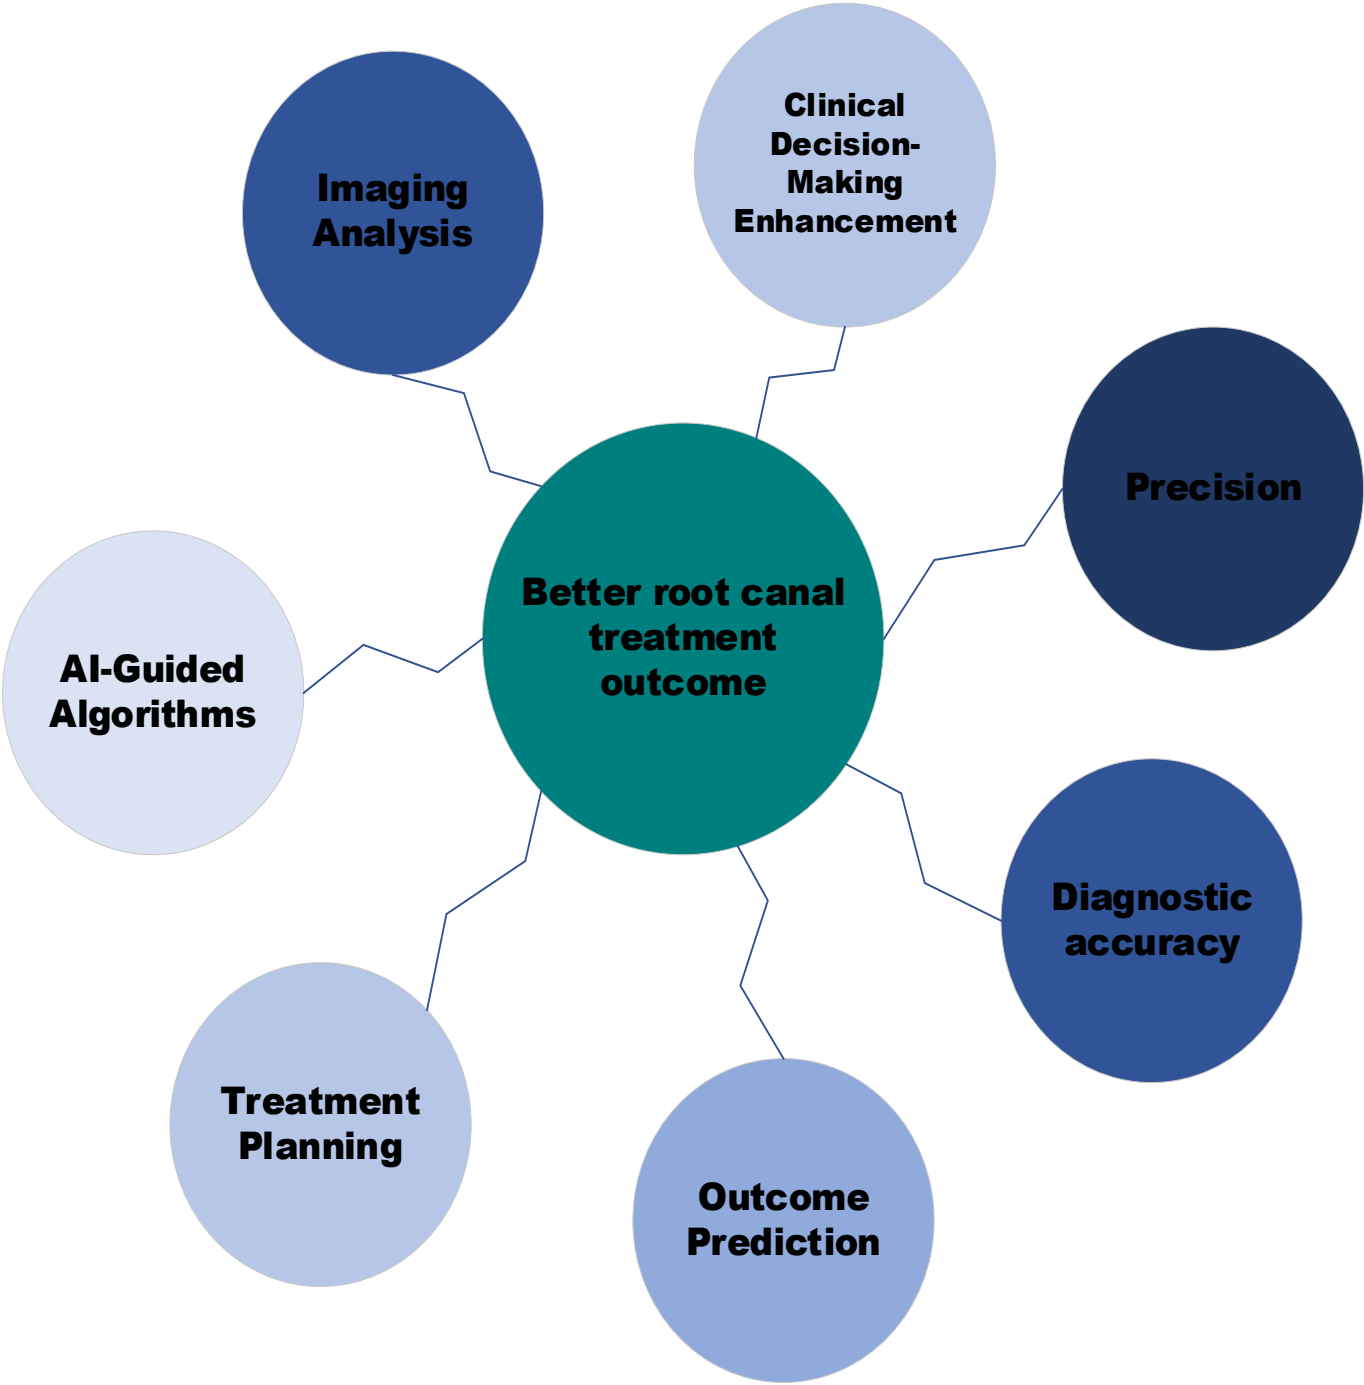 Clinical
Decision-
Making
Enhancement
Imaging
Analysis
Precision
Better root canal
treatment
outcome
AI-Guided
Algorithms
Diagnostic
accuracy
Treatment
Planning
Outcome
Prediction